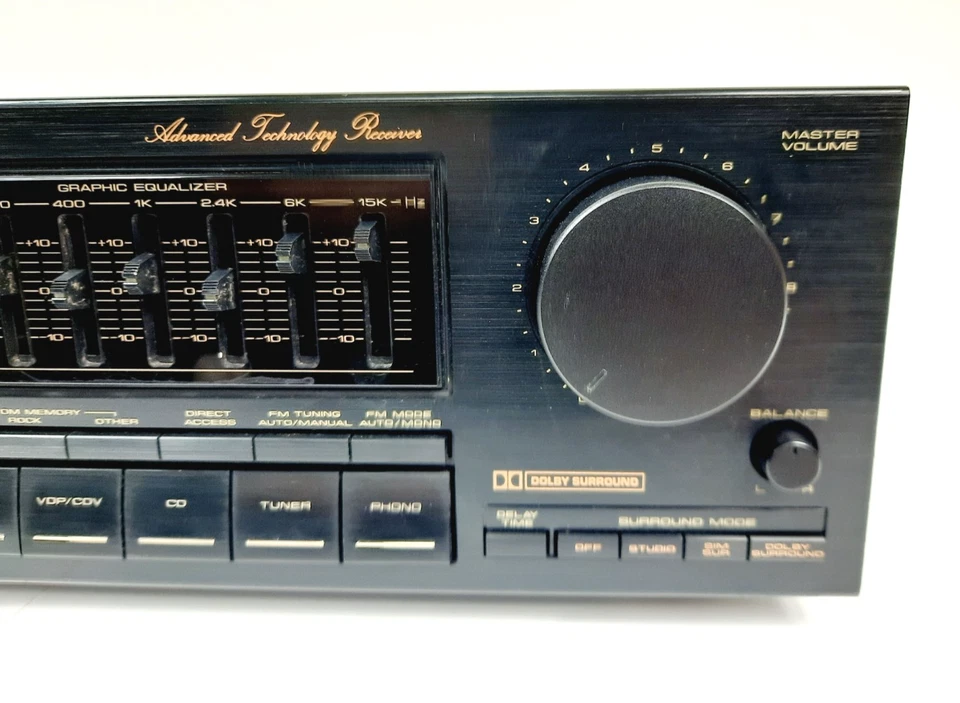 Advanced Technology Receiver
MASTER
VOLUME
GRAPHIC EQUALIZER
0 400 1K 2.4K 6K 15K Hz
+10 +10 +10 +10 +10
0 0 0 0 0
10 10 10 10 10
1 2 3 4 5 6 7 8
BALANCE
L R
MEMORY
ROCK
OTHER
DIRECT
ACCESS
FM TUNING
AUTO/MANUAL
FM MODE
AUTO/MONO
VDP/CDV
CD
TUNER
PHONO
DOLBY SURROUND
DELAY
TIME
SURROUND MODE
OFF
STUDIO
SIM
SUR
DOLBY
SURROUND